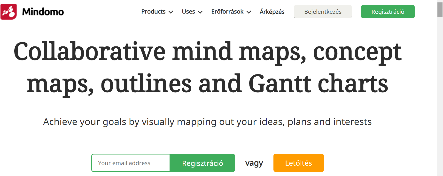 Mindomo Products Uses Erőforrások Árképzés Bejelentkezés Regisztráció
Collaborative mind maps, concept
maps, outlines and Gantt charts
Achieve your goals by visually mapping out your ideas, plans and interests
Your email address Regisztráció vagy Letöltés